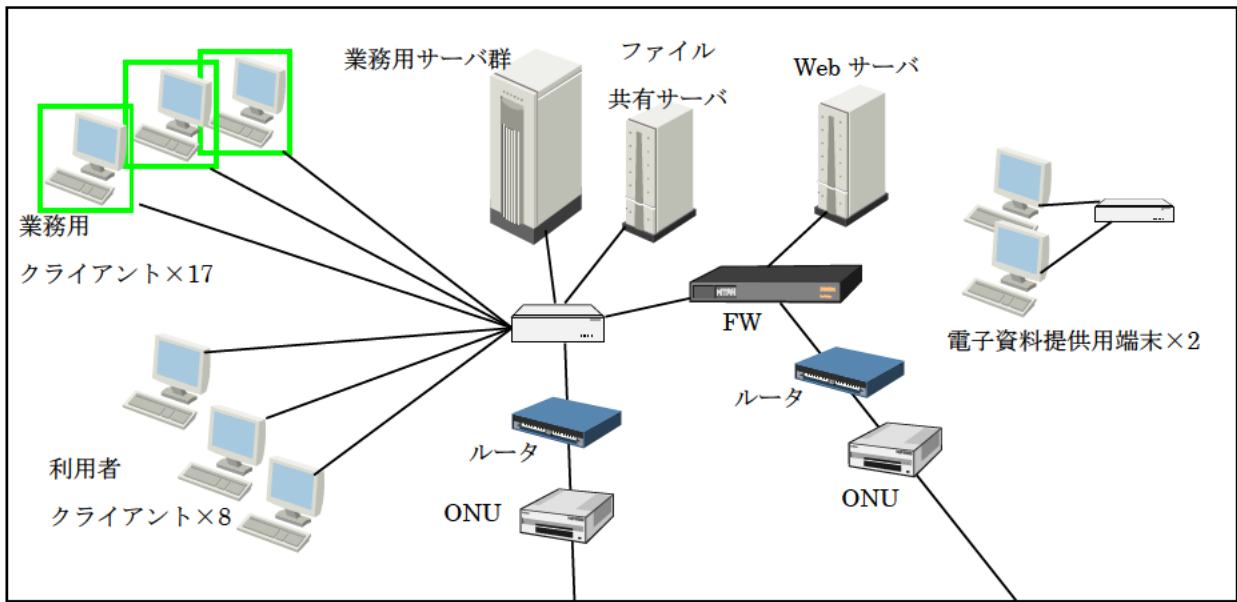 業務用サーバ群
ファイル
共有サーバ
Web サーバ
業務用
クライアント×17
FW
電子資料提供用端末×2
ルータ
ルータ
利用者
クライアント×8
ONU
ONU